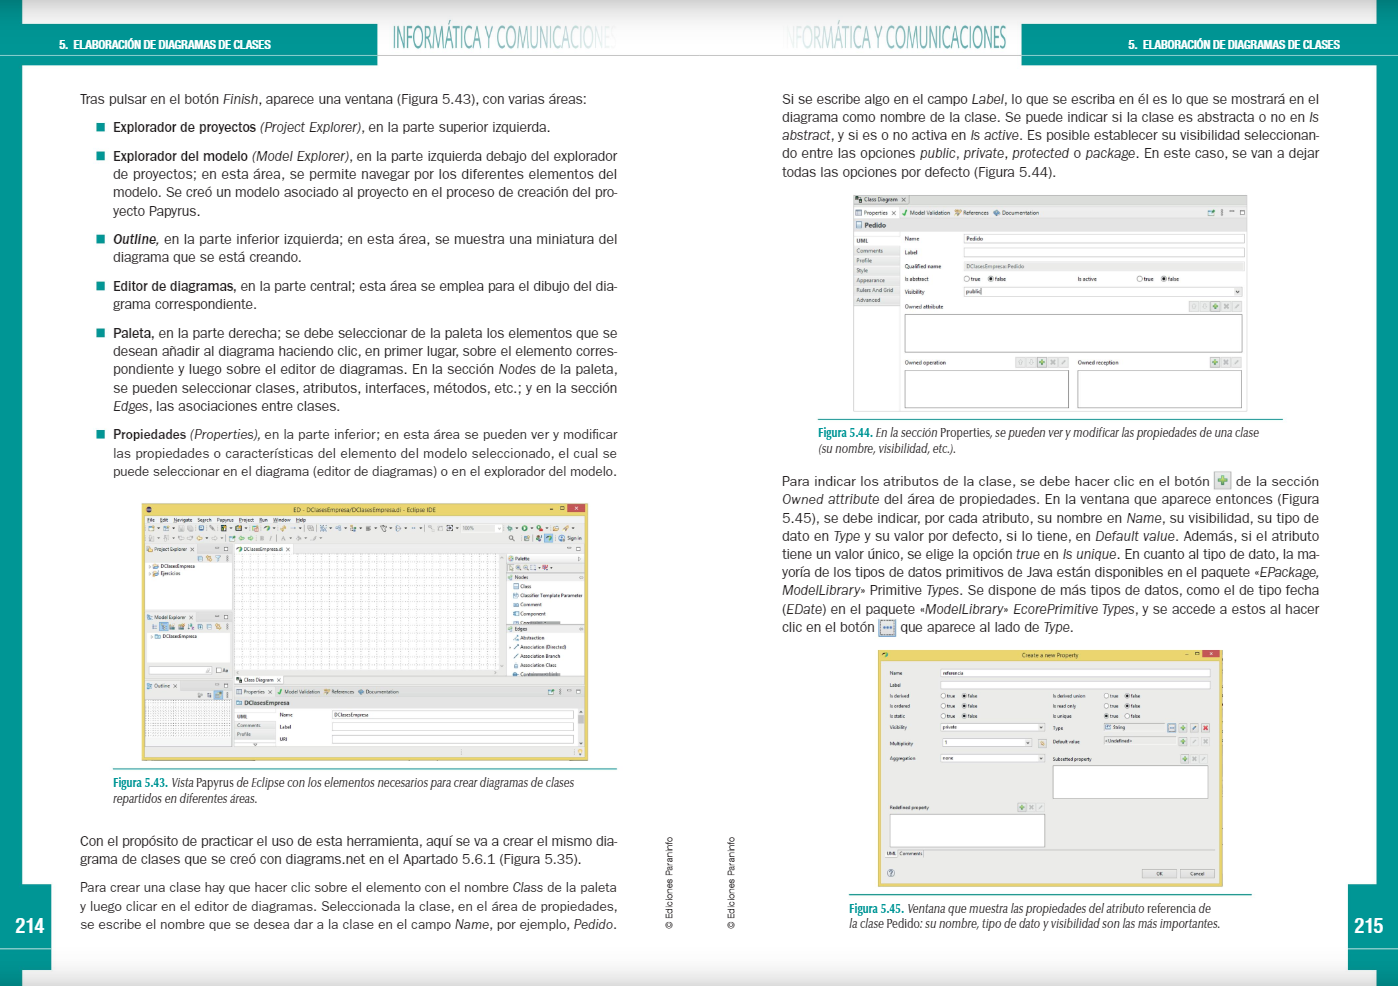 5. ELABORACIÓN DE DIAGRAMAS DE CLASES
INFORMÁTICA Y COMUNICACIONES
Tras pulsar en el botón Finish, aparece una ventana (Figura 5.43), con varias áreas:
Explorador de proyectos (Project Explorer), en la parte superior izquierda.
Explorador del modelo (Model Explorer), en la parte izquierda debajo del explorador
de proyectos; en esta área, se permite navegar por los diferentes elementos del
modelo. Se creó un modelo asociado al proyecto en el proceso de creación del pro-
yecto Papyrus.
Outline, en la parte inferior izquierda; en esta área, se muestra una miniatura del
diagrama que se está creando.
Editor de diagramas, en la parte central; esta área se emplea para el dibujo del dia-
grama correspondiente.
Paleta, en la parte derecha; se debe seleccionar de la paleta los elementos que se
desean añadir al diagrama haciendo clic, en primer lugar, sobre el elemento corres-
pondiente y luego sobre el editor de diagramas. En la sección Nodes de la paleta,
se pueden seleccionar clases, atributos, interfaces, métodos, etc.; y en la sección
Edges, las asociaciones entre clases.
Propiedades (Properties), en la parte inferior; en esta área se pueden ver y modificar
las propiedades o características del elemento del modelo seleccionado, el cual se
puede seleccionar en el diagrama (editor de diagramas) o en el explorador del modelo.
ED - DClasesEmpresa/DClasesEmpresa.di - Eclipse IDE
File Edit Navigate Search Papyrus Project Run Window Help
100%
Sign in
Project Explorer
DClasesEmpresa
Ejercicios
Model Explorer
DClasesEmpresa
Outline
DClasesEmpresa.di
Palette
Nodes
Class
Classifier Template Parameter
Comment
Component
Edges
Abstraction
Association (Directed)
Association Branch
Association Class
Class Diagram
Properties Model Validation References Documentation
DClasesEmpresa
UML
Comments
Profile
Name DClasesEmpresa
Label
URI
Figura 5.43. Vista Papyrus de Eclipse con los elementos necesarios para crear diagramas de clases
repartidos en diferentes áreas.
Con el propósito de practicar el uso de esta herramienta, aquí se va a crear el mismo dia-
grama de clases que se creó con diagrams.net en el Apartado 5.6.1 (Figura 5.35).
Para crear una clase hay que hacer clic sobre el elemento con el nombre Class de la paleta
y luego clicar en el editor de diagramas. Seleccionada la clase, en el área de propiedades,
se escribe el nombre que se desea dar a la clase en el campo Name, por ejemplo, Pedido.
214
© Ediciones Paraninfo
INFORMÁTICA Y COMUNICACIONES
5. ELABORACIÓN DE DIAGRAMAS DE CLASES
Si se escribe algo en el campo Label, lo que se escriba en él es lo que se mostrará en el
diagrama como nombre de la clase. Se puede indicar si la clase es abstracta o no en Is
abstract, y si es o no activa en Is active. Es posible establecer su visibilidad seleccionan-
do entre las opciones public, private, protected o package. En este caso, se van a dejar
todas las opciones por defecto (Figura 5.44).
Class Diagram
Properties Model Validation References Documentation
Pedido
UML
Comments
Profile
Style
Appearance
Rulers And Grid
Advanced
Name Pedido
Label
Qualified name DClasesEmpresa::Pedido
Is abstract true false Is active true false
Visibility public
Owned attribute
Owned operation Owned reception
Figura 5.44. En la sección Properties, se pueden ver y modificar las propiedades de una clase
(su nombre, visibilidad, etc.).
Para indicar los atributos de la clase, se debe hacer clic en el botón de la sección
Owned attribute del área de propiedades. En la ventana que aparece entonces (Figura
5.45), se debe indicar, por cada atributo, su nombre en Name, su visibilidad, su tipo de
dato en Type y su valor por defecto, si lo tiene, en Default value. Además, si el atributo
tiene un valor único, se elige la opción true en Is unique. En cuanto al tipo de dato, la ma-
yoría de los tipos de datos primitivos de Java están disponibles en el paquete «EPackage,
ModelLibrary» Primitive Types. Se dispone de más tipos de datos, como el de tipo fecha
(EDate) en el paquete «ModelLibrary» EcorePrimitive Types, y se accede a estos al hacer
clic en el botón que aparece al lado de Type.
Create a new Property
Name referencia
Label
Is derived true false Is derived union true false
Is ordered true false Is read only true false
Is static true false Is unique true false
Visibility private Type String
Multiplicity 1 Default value <Undefined>
Aggregation none Subsetted property
Redefined property
UML Comments
OK Cancel
Figura 5.45. Ventana que muestra las propiedades del atributo referencia de
la clase Pedido: su nombre, tipo de dato y visibilidad son las más importantes.
© Ediciones Paraninfo
215